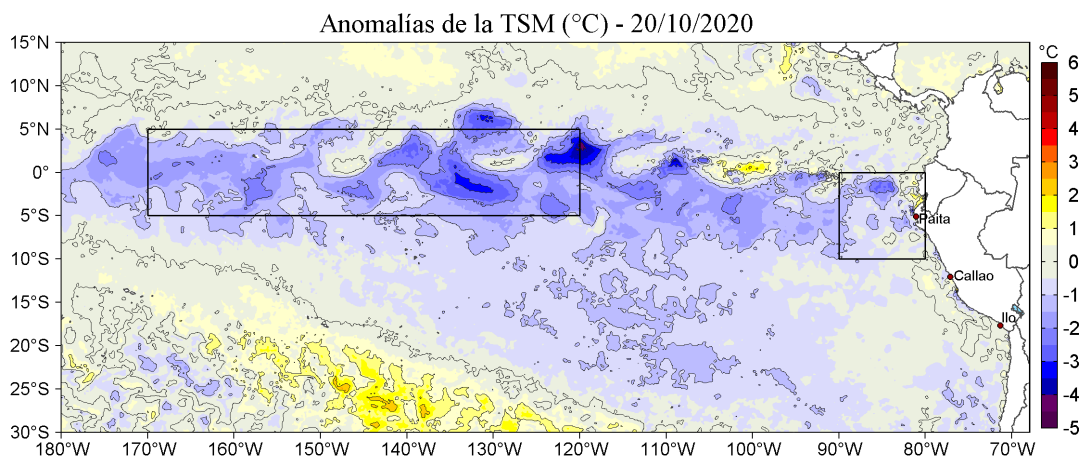 Anomalías de la TSM (°C) - 20/10/2020
15°N
10°N
5°N
0°
5°S
10°S
15°S
20°S
25°S
30°S
180°W
170°W
160°W
150°W
140°W
130°W
120°W
110°W
100°W
90°W
80°W
70°W
Paita
Callao
Ilo
°C
6
5
4
3
2
1
0
-1
-2
-3
-4
-5